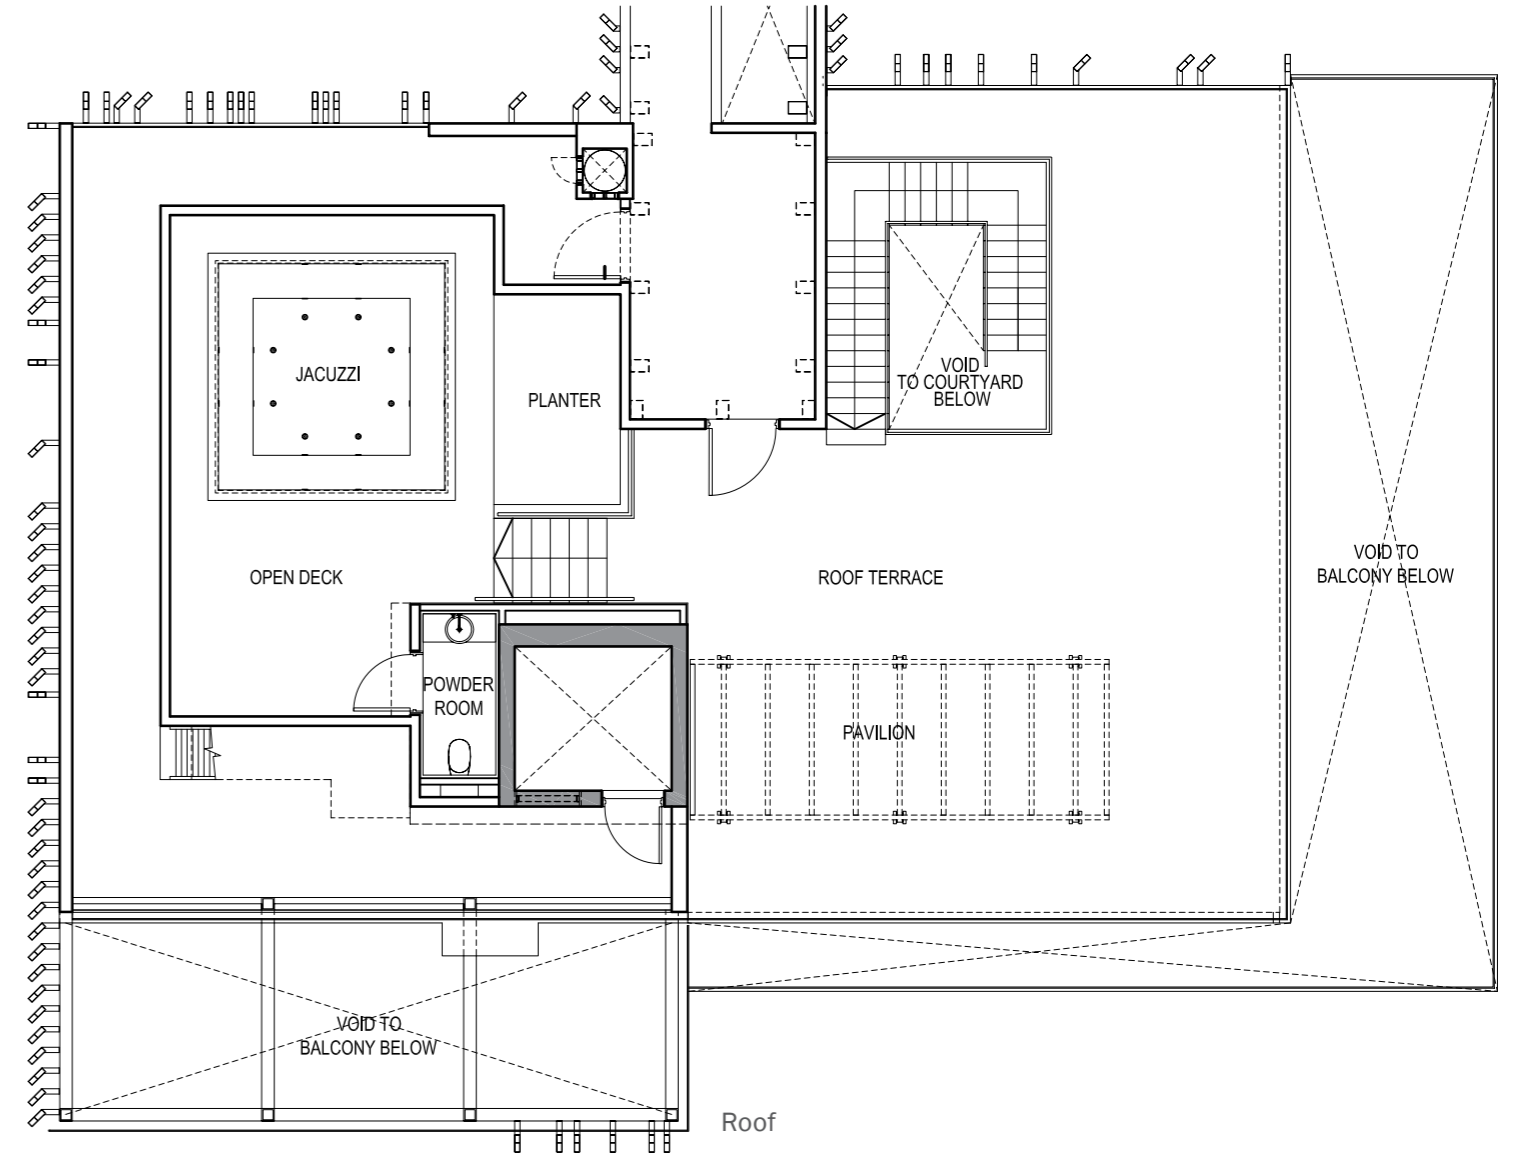 JACUZZI
PLANTER
VOID
TO COURTYARD
BELOW
OPEN DECK
ROOF TERRACE
VOID TO
BALCONY BELOW
POWDER
ROOM
PAVILION
VOID TO
BALCONY BELOW
Roof